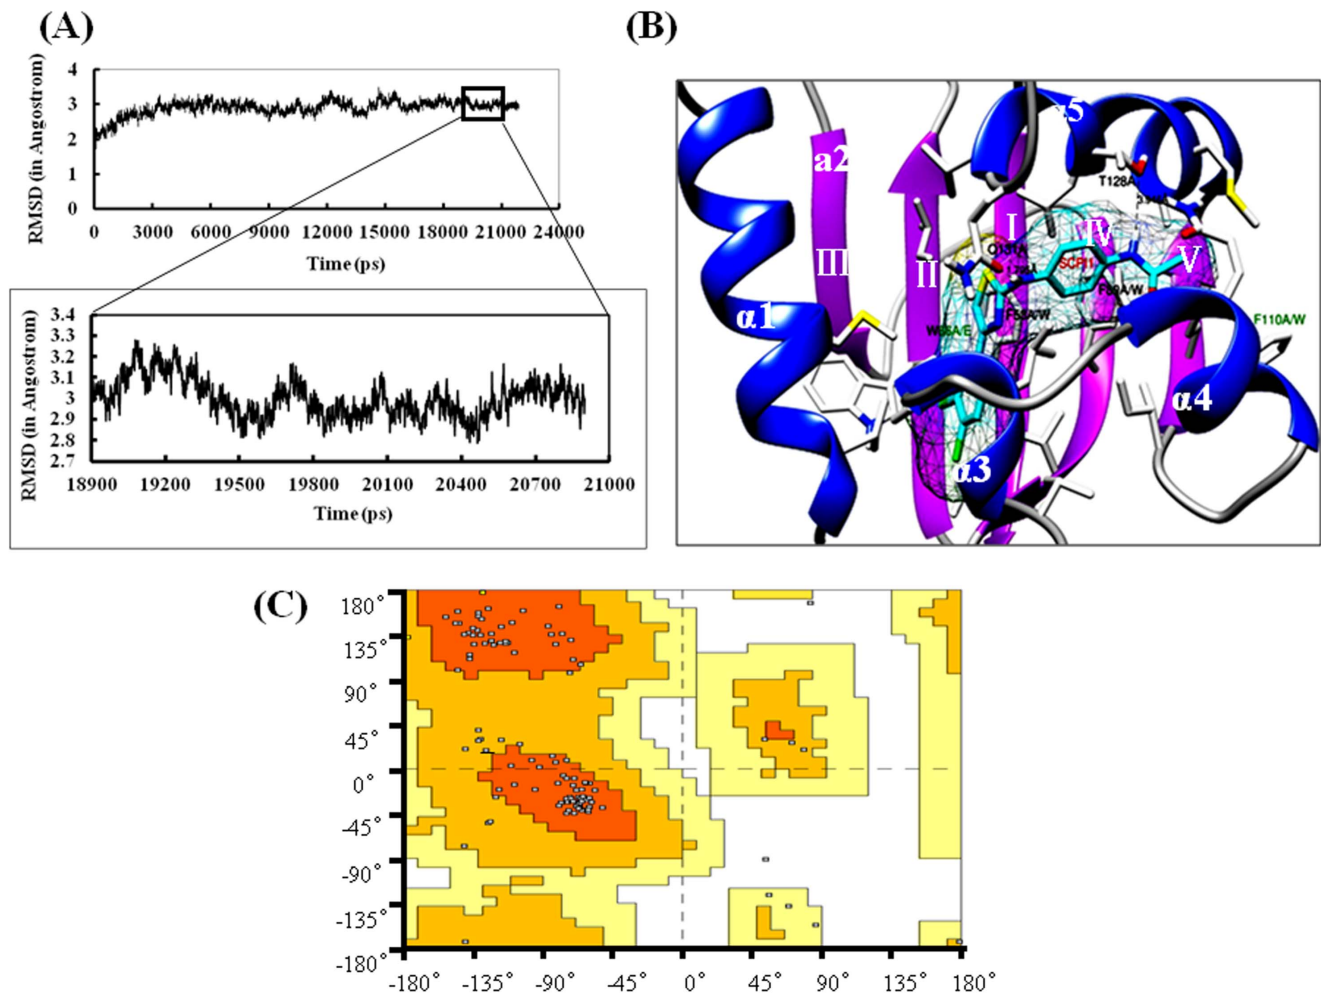 (A)
RMSD (in Angostrom)
4
3
2
1
0
0 3000 6000 9000 12000 15000 18000 21000 24000
Time (ps)
RMSD (in Angostrom)
3.4
3.3
3.2
3.1
3
2.9
2.8
2.7
18900 19200 19500 19800 20100 20400 20700 21000
Time (ps)
(B)
α5
a2
T128A
I
IV
V
Q131A
SCPI1
III
II
F89A/W
F55A/W
α1
W66A/E
F110A/W
α4
α3
(C)
180°
135°
90°
45°
0°
-45°
-90°
-135°
-180°
-180° -135° -90° -45° 0° 45° 90° 135° 180°